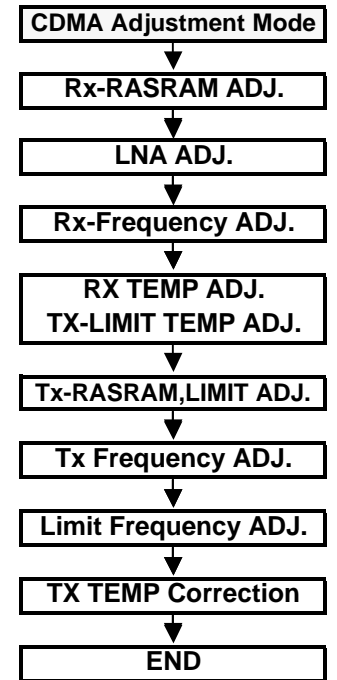 CDMA Adjustment Mode
Rx-RASRAM ADJ.
LNA ADJ.
Rx-Frequency ADJ.
RX TEMP ADJ.
TX-LIMIT TEMP ADJ.
Tx-RASRAM,LIMIT ADJ.
Tx Frequency ADJ.
Limit Frequency ADJ.
TX TEMP Correction
END